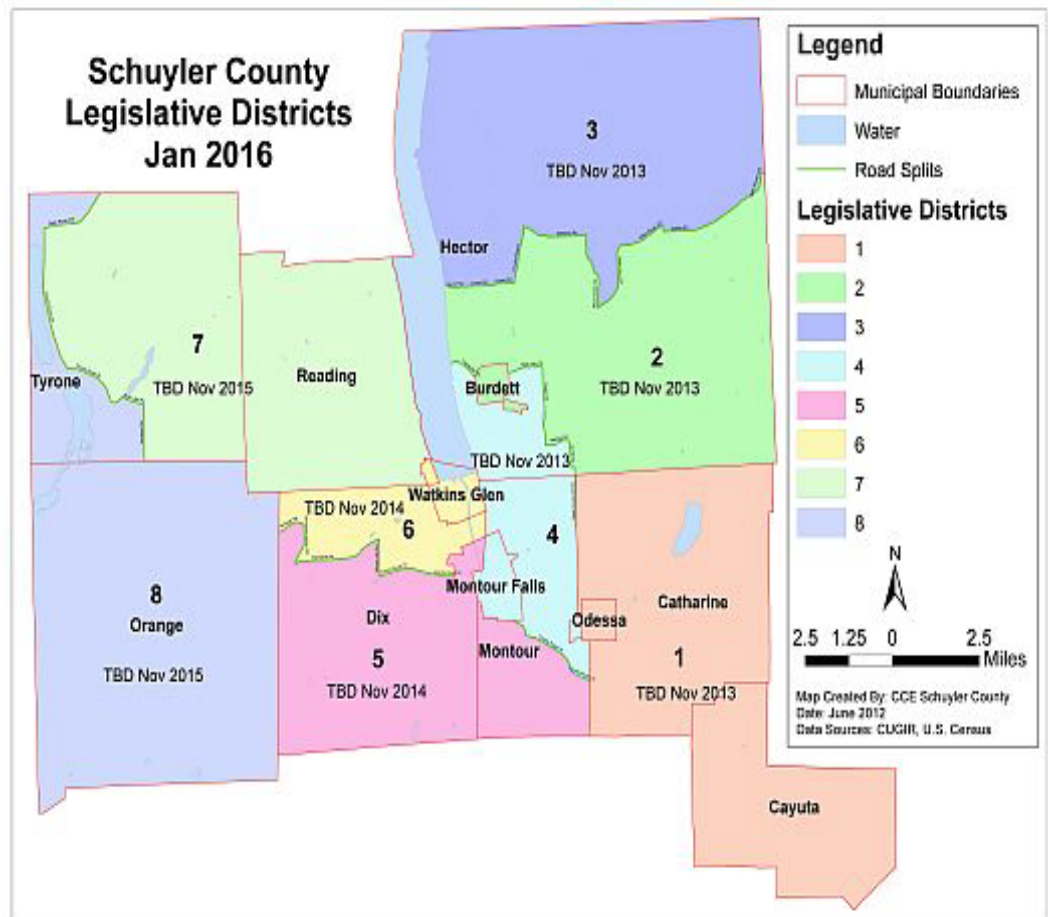 Schuyler County
Legislative Districts
Jan 2016
3
TBD Nov 2013
Hector
2
TBD Nov 2013
Burdett
TBD Nov 2013
7
TBD Nov 2015
Tyrone
Reading
Watkins Glen
TBD Nov 2014
6
4
Montour Falls
8
Orange
TBD Nov 2015
Dix
5
TBD Nov 2014
Montour
Odessa
Catharine
1
TBD Nov 2013
Cayuta
Legend
Municipal Boundaries
Water
Road Splits
Legislative Districts
1
2
3
4
5
6
7
8
N
2.5 1.25 0 2.5
Miles
Map Created By: CCE Schuyler County
Date: June 2012
Data Sources: CUGIR, U.S. Census